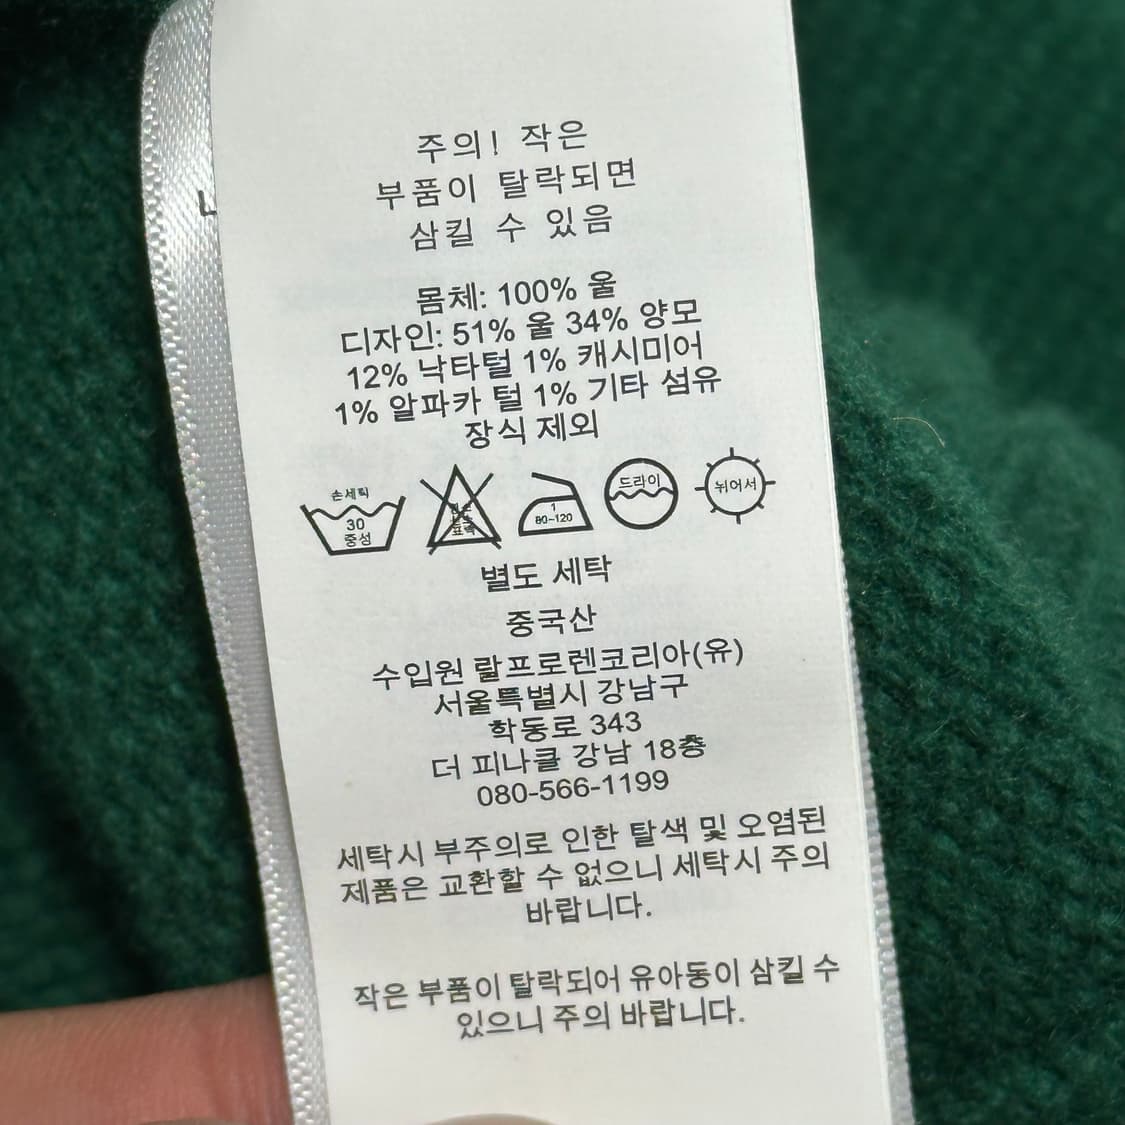 주의! 작은
부품이 탈락되면
삼킬 수 있음
몸체: 100% 울
디자인: 51% 울 34% 양모
12% 낙타털 1% 캐시미어
1% 알파카 털 1% 기타 섬유
장식 제외
손세탁
30
중성
표백
1
80~120
드라이
뉘어서
별도 세탁
중국산
수입원 랄프로렌코리아(유)
서울특별시 강남구
학동로 343
더 피나클 강남 18층
080-566-1199
세탁시 부주의로 인한 탈색 및 오염된
제품은 교환할 수 없으니 세탁시 주의
바랍니다.
작은 부품이 탈락되어 유아동이 삼킬 수
있으니 주의 바랍니다.